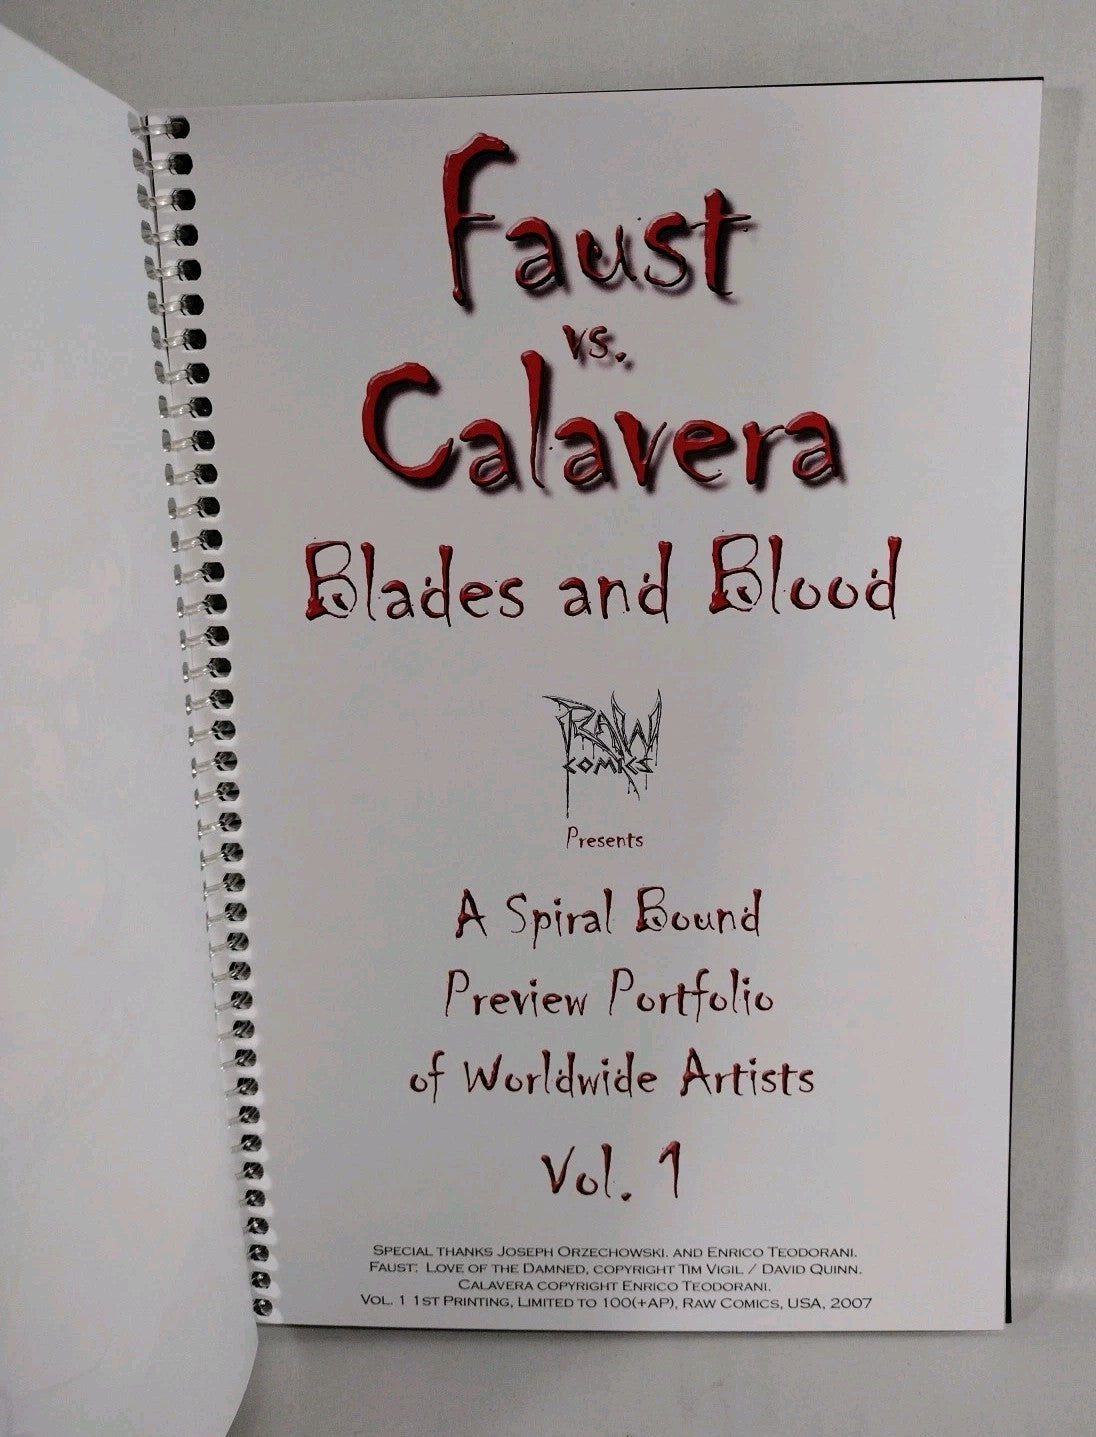 Faust
vs.
Calavera
Blades and Blood
RAW
COMICS
Presents
A Spiral Bound
Preview Portfolio
of Worldwide Artists
Vol. 1
SPECIAL THANKS JOSEPH ORZECHOWSKI. AND ENRICO TEODORANI.
FAUST: LOVE OF THE DAMNED, COPYRIGHT TIM VIGIL / DAVID QUINN.
CALAVERA COPYRIGHT ENRICO TEODORANI.
VOL. 1 1ST PRINTING, LIMITED TO 100(+AP), RAW COMICS, USA, 2007